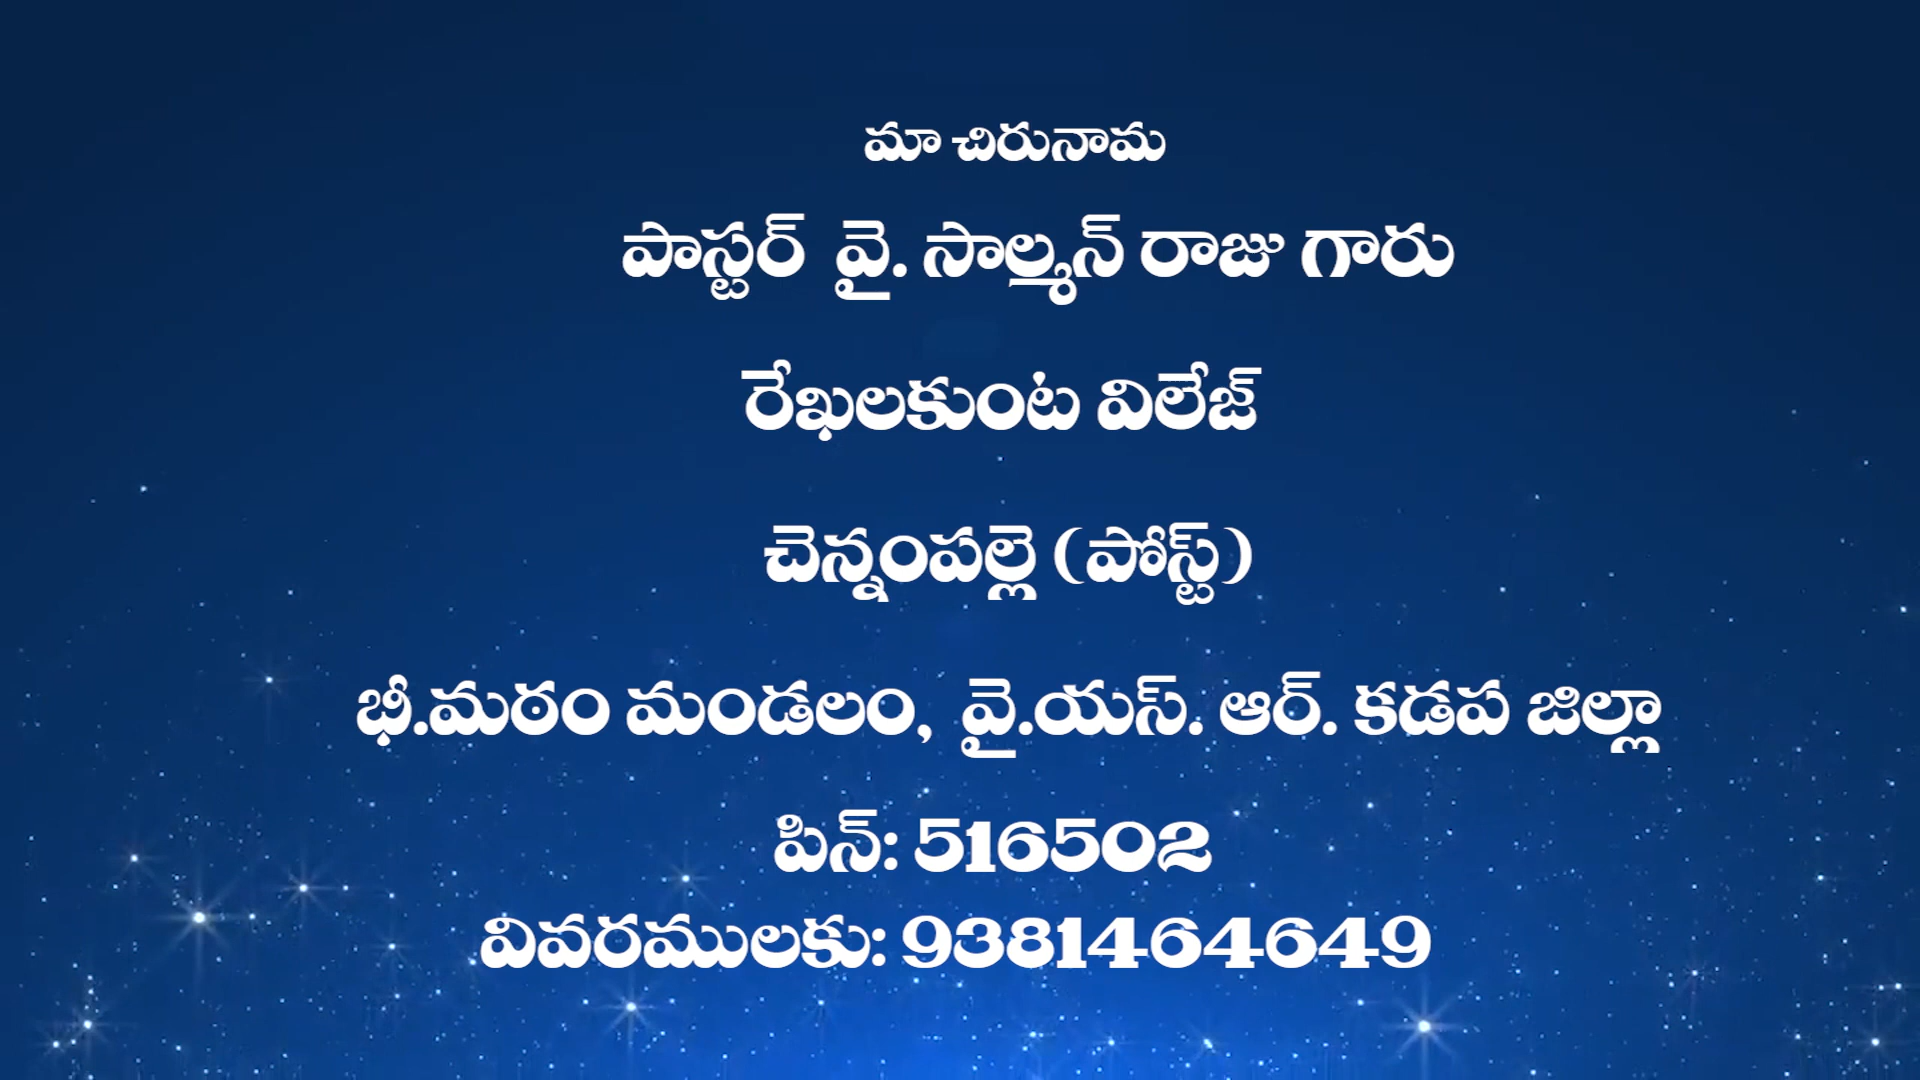 మా చిరునామ
పాస్టర్ వై. సాల్మన్ రాజు గారు
రేఖలకుంట విలేజ్
చెన్నంపల్లె (పోస్ట్)
భీ.మఠం మండలం, వై.యస్. ఆర్. కడప జిల్లా
పిన్: 516502
వివరములకు: 9381464649